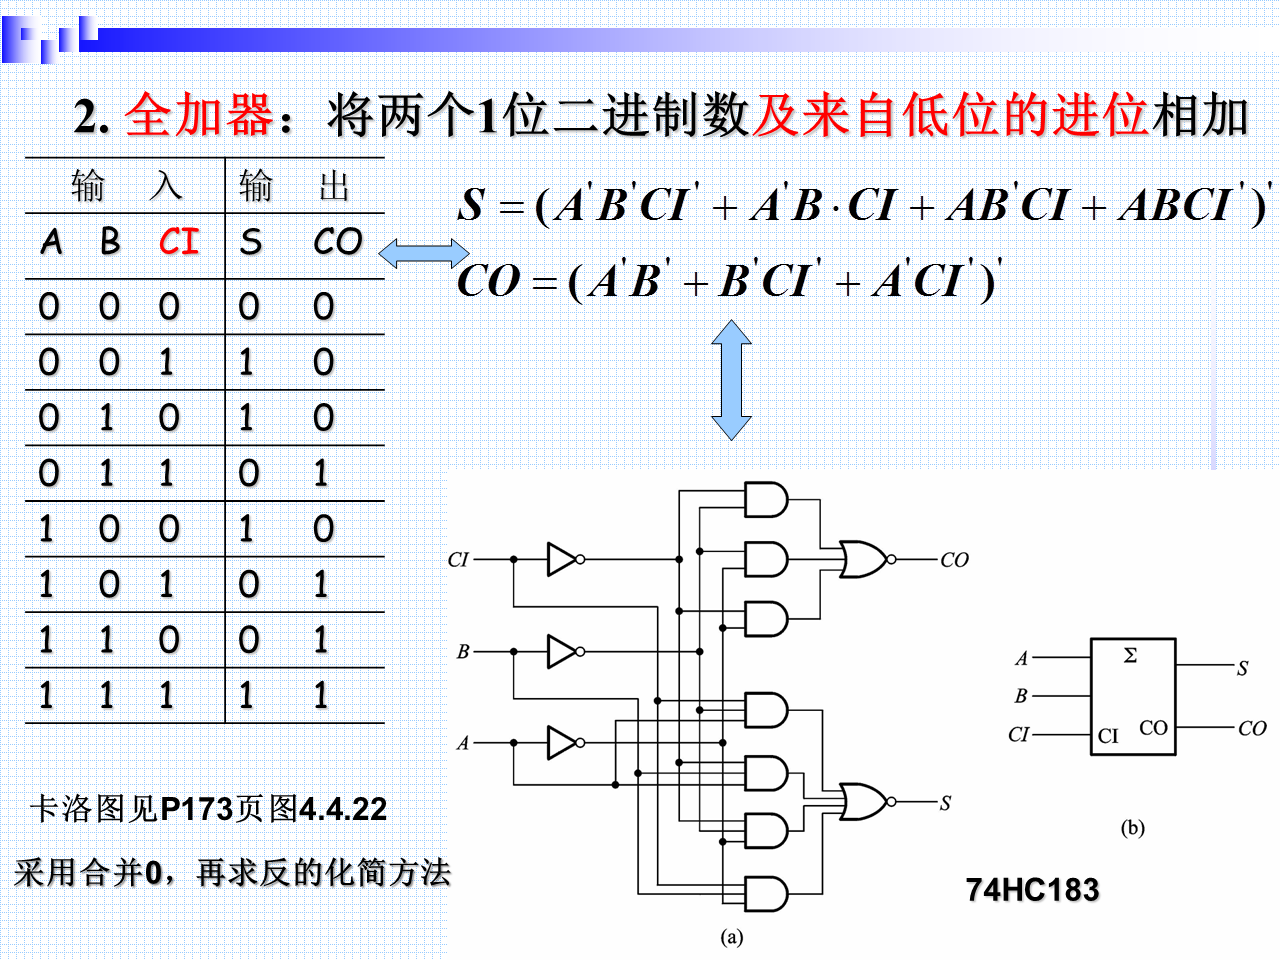 2. 全加器：将两个1位二进制数及来自低位的进位相加
输 入 输 出
A B CI S CO
0 0 0 0 0
0 0 1 1 0
0 1 0 1 0
0 1 1 0 1
1 0 0 1 0
1 0 1 0 1
1 1 0 0 1
1 1 1 1 1
S = (A'B'CI' + A'B·CI + AB'CI + ABCI')'
CO = (A'B' + B'CI' + A'CI')'
卡洛图见P173页图4.4.22
采用合并0，再求反的化简方法
CI
B
A
CO
S
(a)
A
B
CI
Σ
CI
CO
S
CO
(b)
74HC183